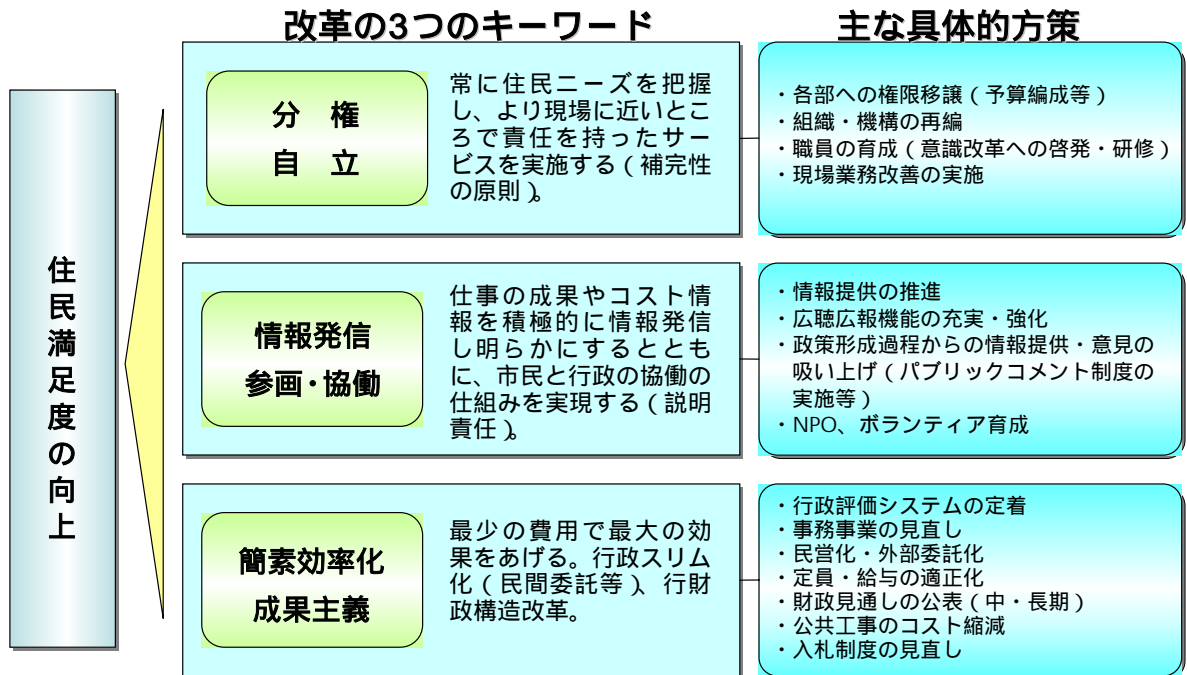 改革の3つのキーワード
主な具体的方策
住民満足度の向上
分　権
自　立
常に住民ニーズを把握
し、より現場に近いとこ
ろで責任を持ったサー
ビスを実施する（補完性
の原則）。
・各部への権限移譲（予算編成等）
・組織・機構の再編
・職員の育成（意識改革への啓発・研修）
・現場業務改善の実施
情報発信
参画・協働
仕事の成果やコスト情
報を積極的に情報発信
し明らかにするととも
に、市民と行政の協働の
仕組みを実現する（説明
責任）。
・情報提供の推進
・広聴広報機能の充実・強化
・政策形成過程からの情報提供・意見の
吸い上げ（パブリックコメント制度の
実施等）
・NPO、ボランティア育成
簡素効率化
成果主義
最少の費用で最大の効
果をあげる。行政スリム
化（民間委託等）、行財
政構造改革。
・行政評価システムの定着
・事務事業の見直し
・民営化・外部委託化
・定員・給与の適正化
・財政見通しの公表（中・長期）
・公共工事のコスト縮減
・入札制度の見直し